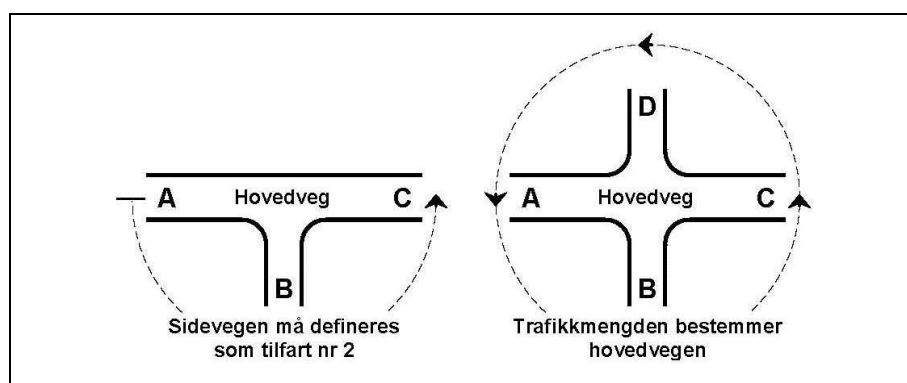 A Hovedveg C
B
Sidevegen må defineres
som tilfart nr 2
D
A Hovedveg C
B
Trafikkmengden bestemmer
hovedvegen